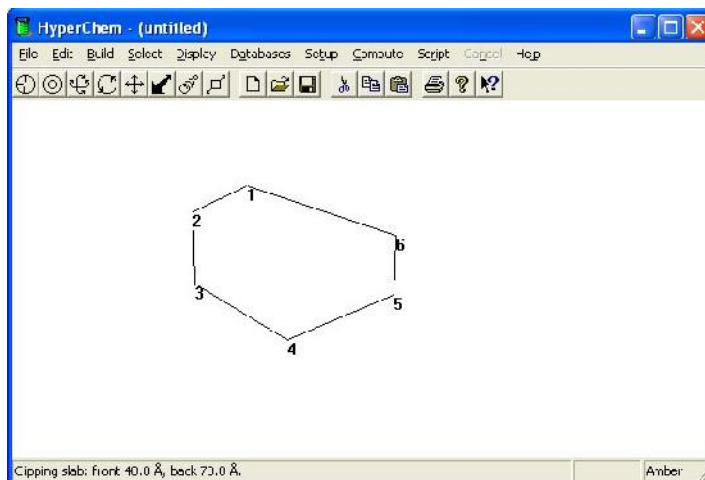 HyperChem - (untitled)
File Edit Build Select Display Databases Setup Compute Script Cancel Help
1
2
6
3
5
4
Clipping slab: front 40.0 Å, back 70.0 Å. Amber